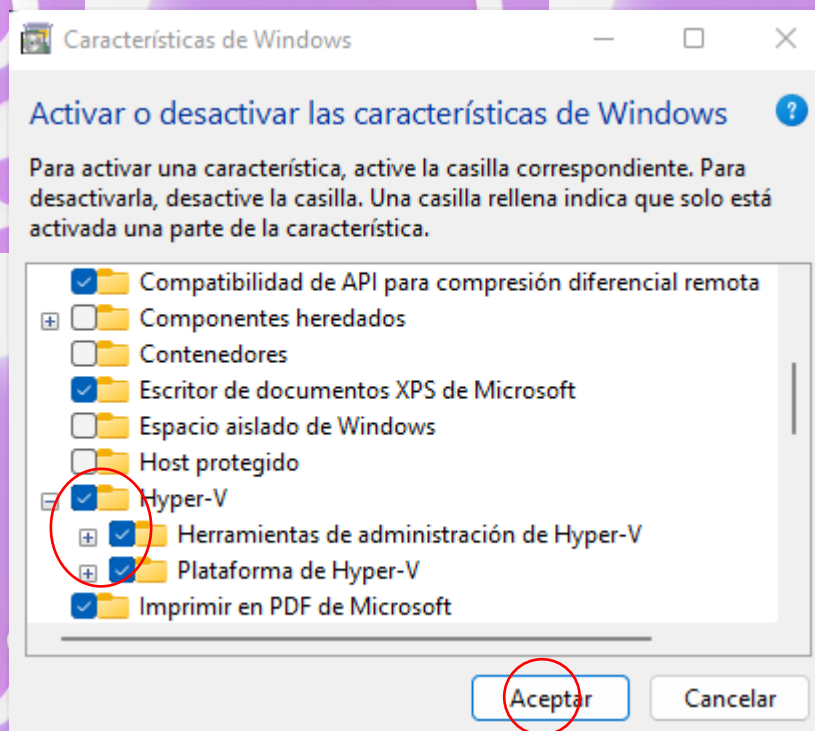 Características de Windows
Activar o desactivar las características de Windows
Para activar una característica, active la casilla correspondiente. Para
desactivarla, desactive la casilla. Una casilla rellena indica que solo está
activada una parte de la característica.
Compatibilidad de API para compresión diferencial remota
Componentes heredados
Contenedores
Escritor de documentos XPS de Microsoft
Espacio aislado de Windows
Host protegido
Hyper-V
Herramientas de administración de Hyper-V
Plataforma de Hyper-V
Imprimir en PDF de Microsoft
Aceptar
Cancelar